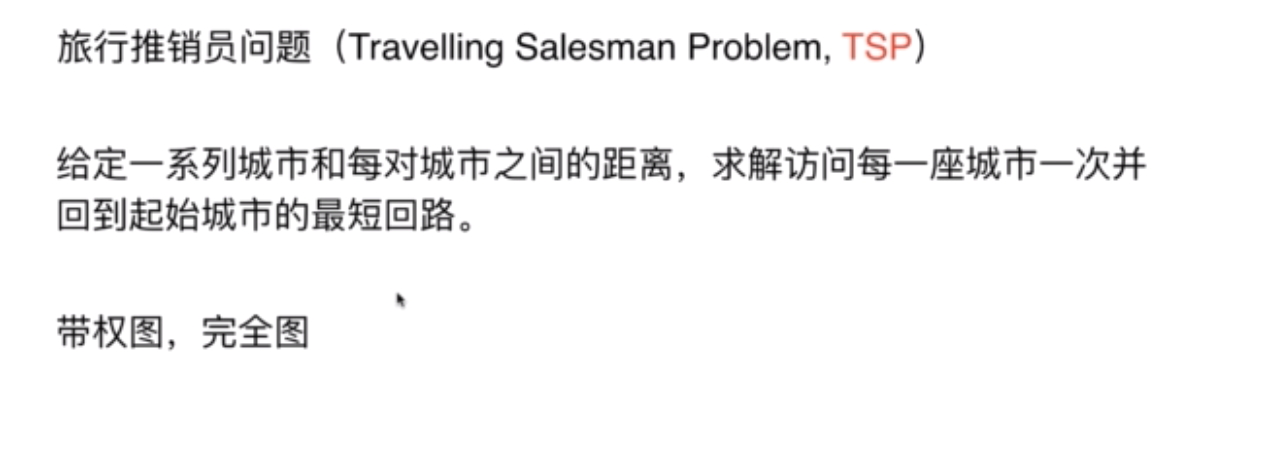 旅行推销员问题（Travelling Salesman Problem, TSP）
给定一系列城市和每对城市之间的距离，求解访问每一座城市一次并
回到起始城市的最短回路。
带权图，完全图